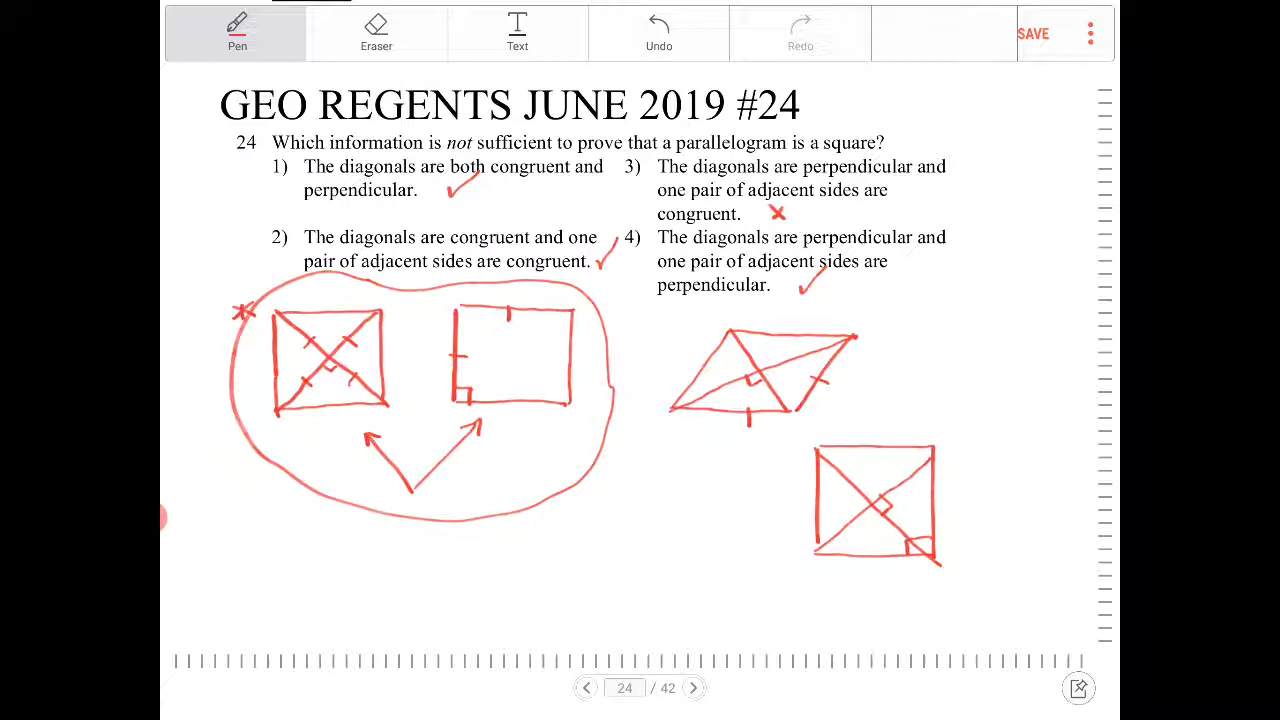 Pen
Eraser
Text
Undo
Redo
SAVE
GEO REGENTS JUNE 2019 #24
24 Which information is not sufficient to prove that a parallelogram is a square?
1) The diagonals are both congruent and
perpendicular.
2) The diagonals are congruent and one
pair of adjacent sides are congruent.
3) The diagonals are perpendicular and
one pair of adjacent sides are
congruent.
4) The diagonals are perpendicular and
one pair of adjacent sides are
perpendicular.
24 / 42